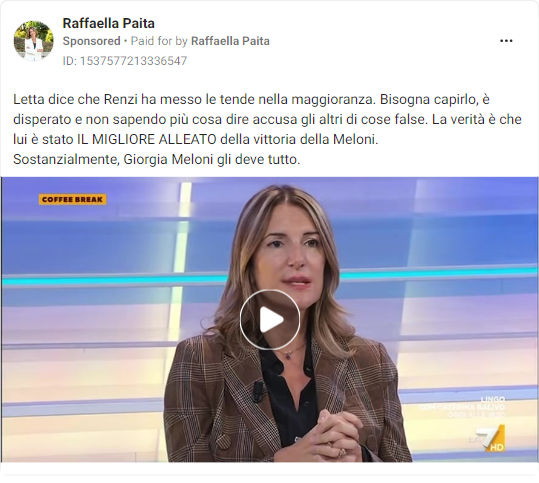 Raffaella Paita
Sponsored • Paid for by Raffaella Paita
ID: 1537577213336547
Letta dice che Renzi ha messo le tende nella maggioranza. Bisogna capirlo, è
disperato e non sapendo più cosa dire accusa gli altri di cose false. La verità è che
lui è stato IL MIGLIORE ALLEATO della vittoria della Meloni.
Sostanzialmente, Giorgia Meloni gli deve tutto.
COFFEE BREAK
LINGO
7 HD